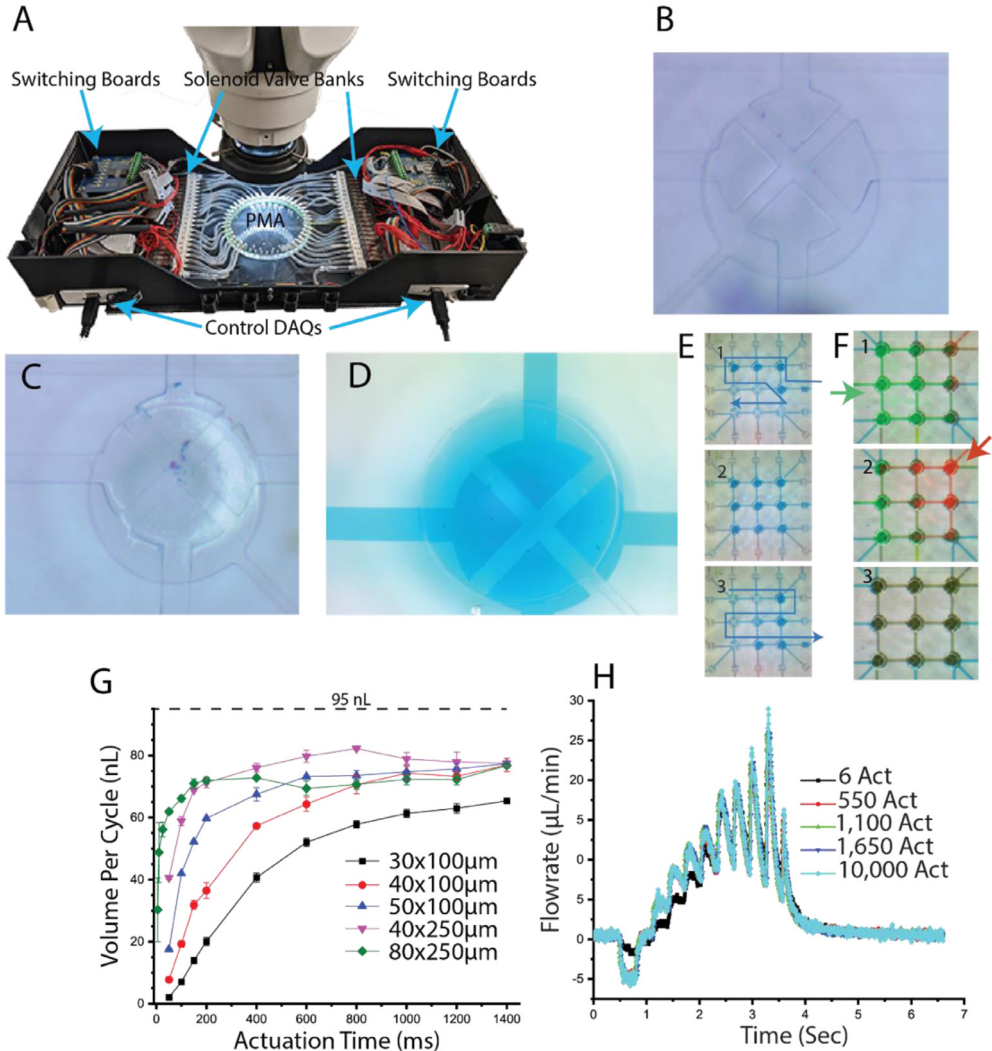 A
Switching Boards
Solenoid Valve Banks
Switching Boards
PMA
Control DAQs
B
C
D
E
1
2
3
F
1
2
3
G
95 nL
Volume Per Cycle (nL)
80
60
40
20
0
30x100μm
40x100μm
50x100μm
40x250μm
80x250μm
0 200 400 600 800 1000 1200 1400
Actuation Time (ms)
H
Flowrate (μL/min)
30
20
24
10
0
5
0
-5
6 Act
550 Act
1,100 Act
1,650 Act
10,000 Act
0 1 2 3 4 5 6 7
Time (Sec)